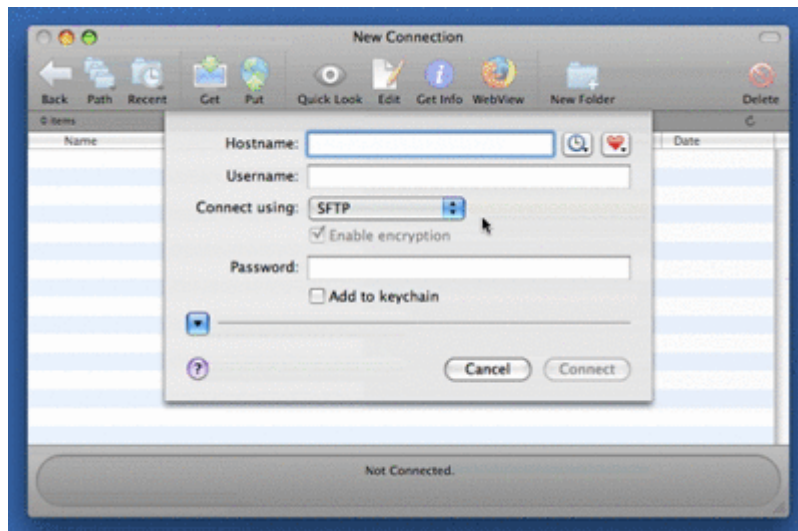 New Connection
Back Path Recent Get Put Quick Look Edit Get Info WebView New Folder Delete
0 items
Name Date
Hostname:
Username:
Connect using: SFTP
Enable encryption
Password:
Add to keychain
?
Cancel Connect
Not Connected.